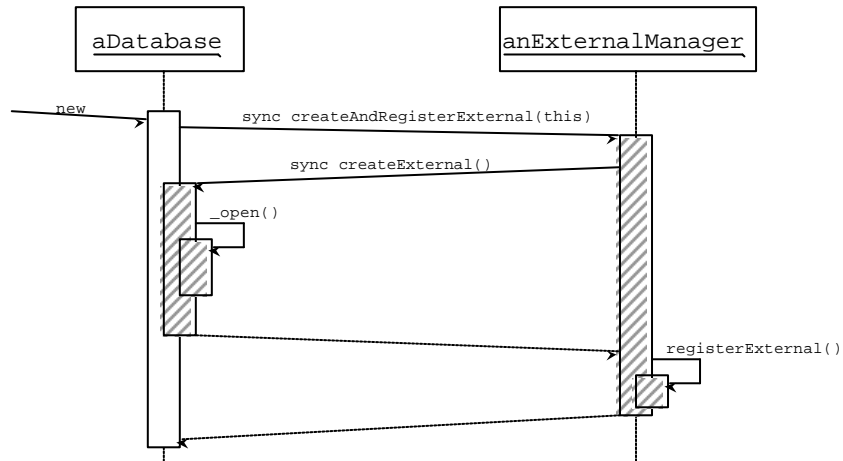 aDatabase
anExternalManager
new
sync createAndRegisterExternal(this)
sync createExternal()
_open()
registerExternal()